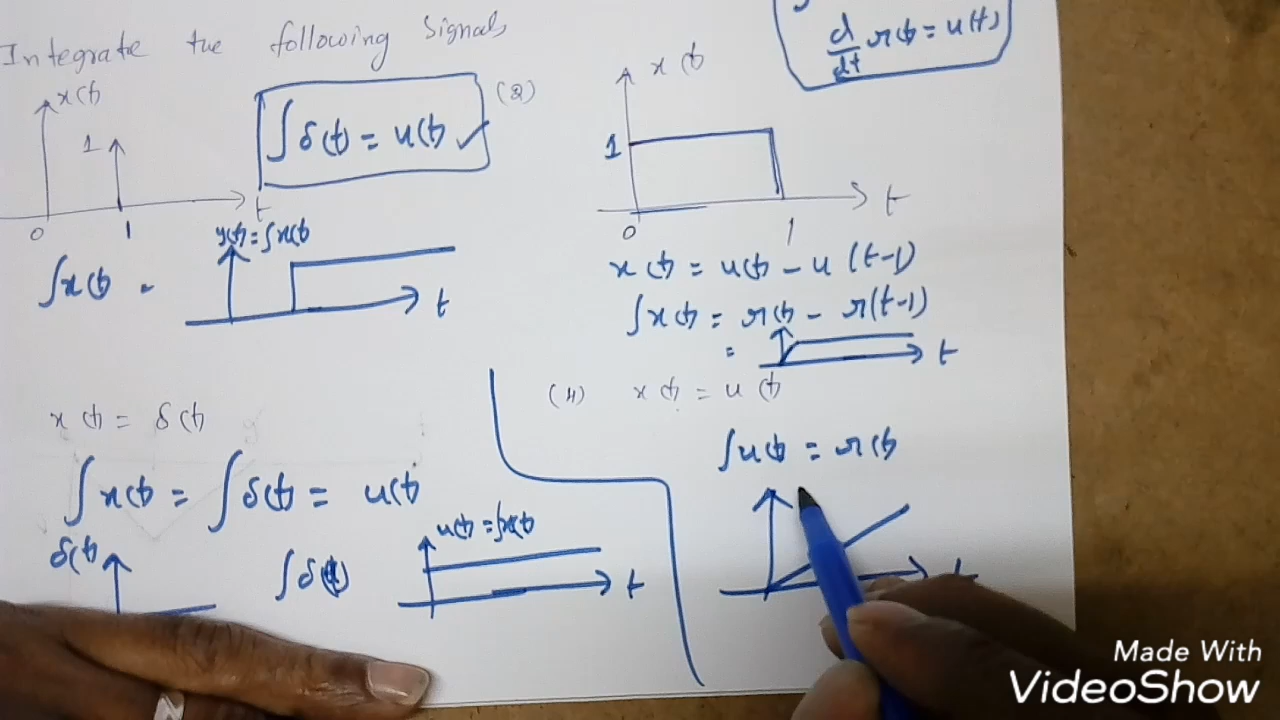 Integrate the following Signals
x(t)
1
0
1
t
∫δ(t) = u(t) ✓
y(t) = ∫x(t)
∫x(t) =
t
(2)
x(t)
1
0
1
t
d/dt r(t) = u(t)
x(t) = u(t) - u(t-1)
∫x(t) = r(t) - r(t-1)
=
t
x(t) = δ(t)
∫x(t) = ∫δ(t) = u(t)
δ(t)
∫δ(t)
u(t) = ∫x(t)
t
(4) x(t) = u(t)
∫u(t) = r(t)
t
Made With
VideoShow